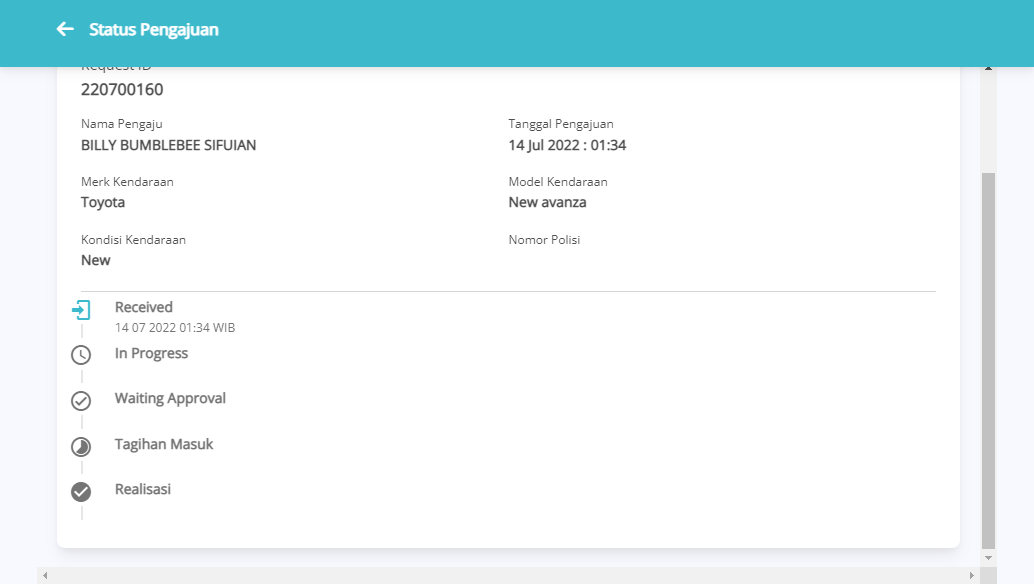 Status Pengajuan
Request ID
220700160
Nama Pengaju
Tanggal Pengajuan
BILLY BUMBLEBEE SIFUIAN
14 Jul 2022 : 01:34
Merk Kendaraan
Model Kendaraan
Toyota
New avanza
Kondisi Kendaraan
Nomor Polisi
New
Received
14 07 2022 01:34 WIB
In Progress
Waiting Approval
Tagihan Masuk
Realisasi